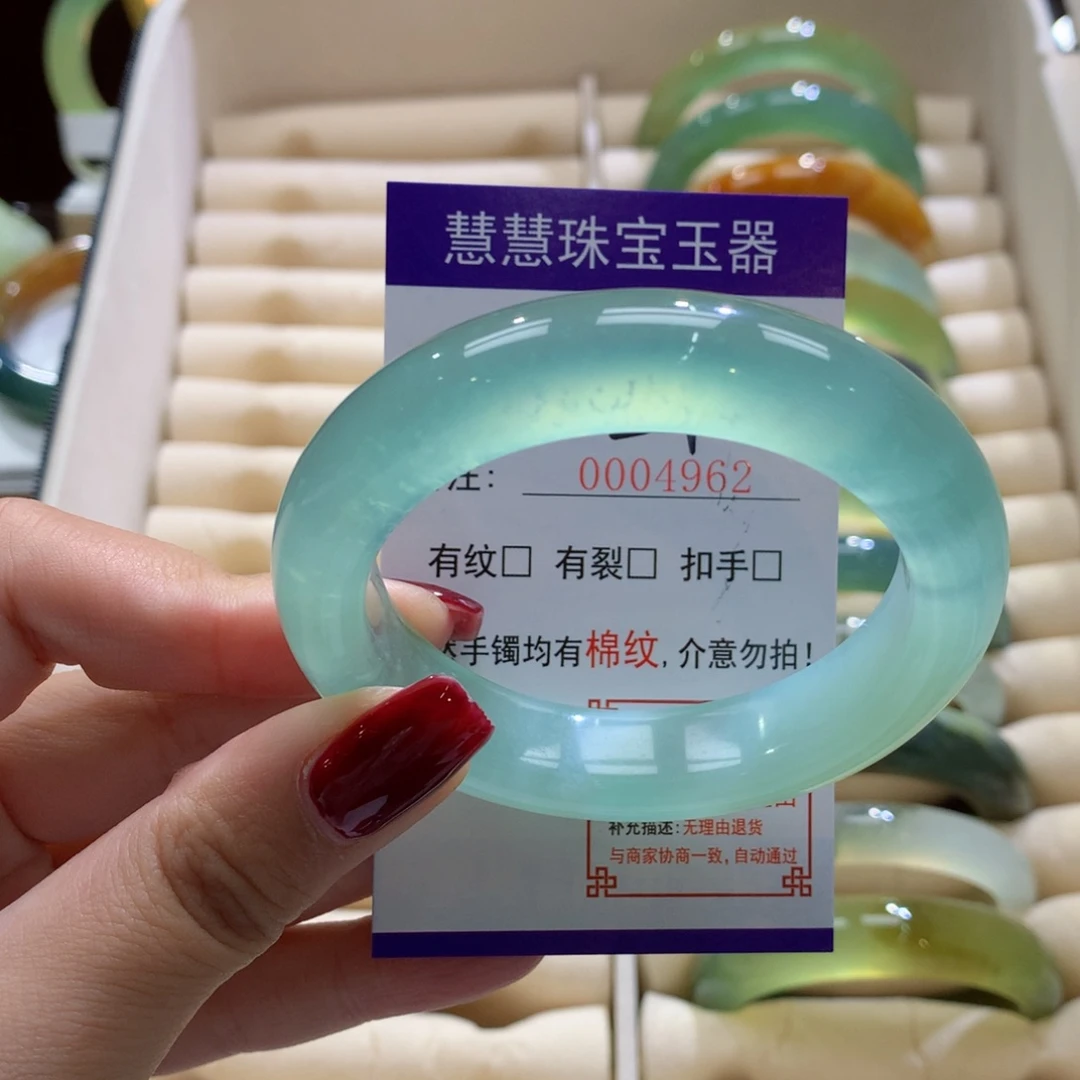 慧慧珠宝玉器
注：
0004962
有纹□ 有裂□ 扣手□
手镯均有棉纹，介意勿拍！
补充描述：无理由退货
与商家协商一致，自动通过